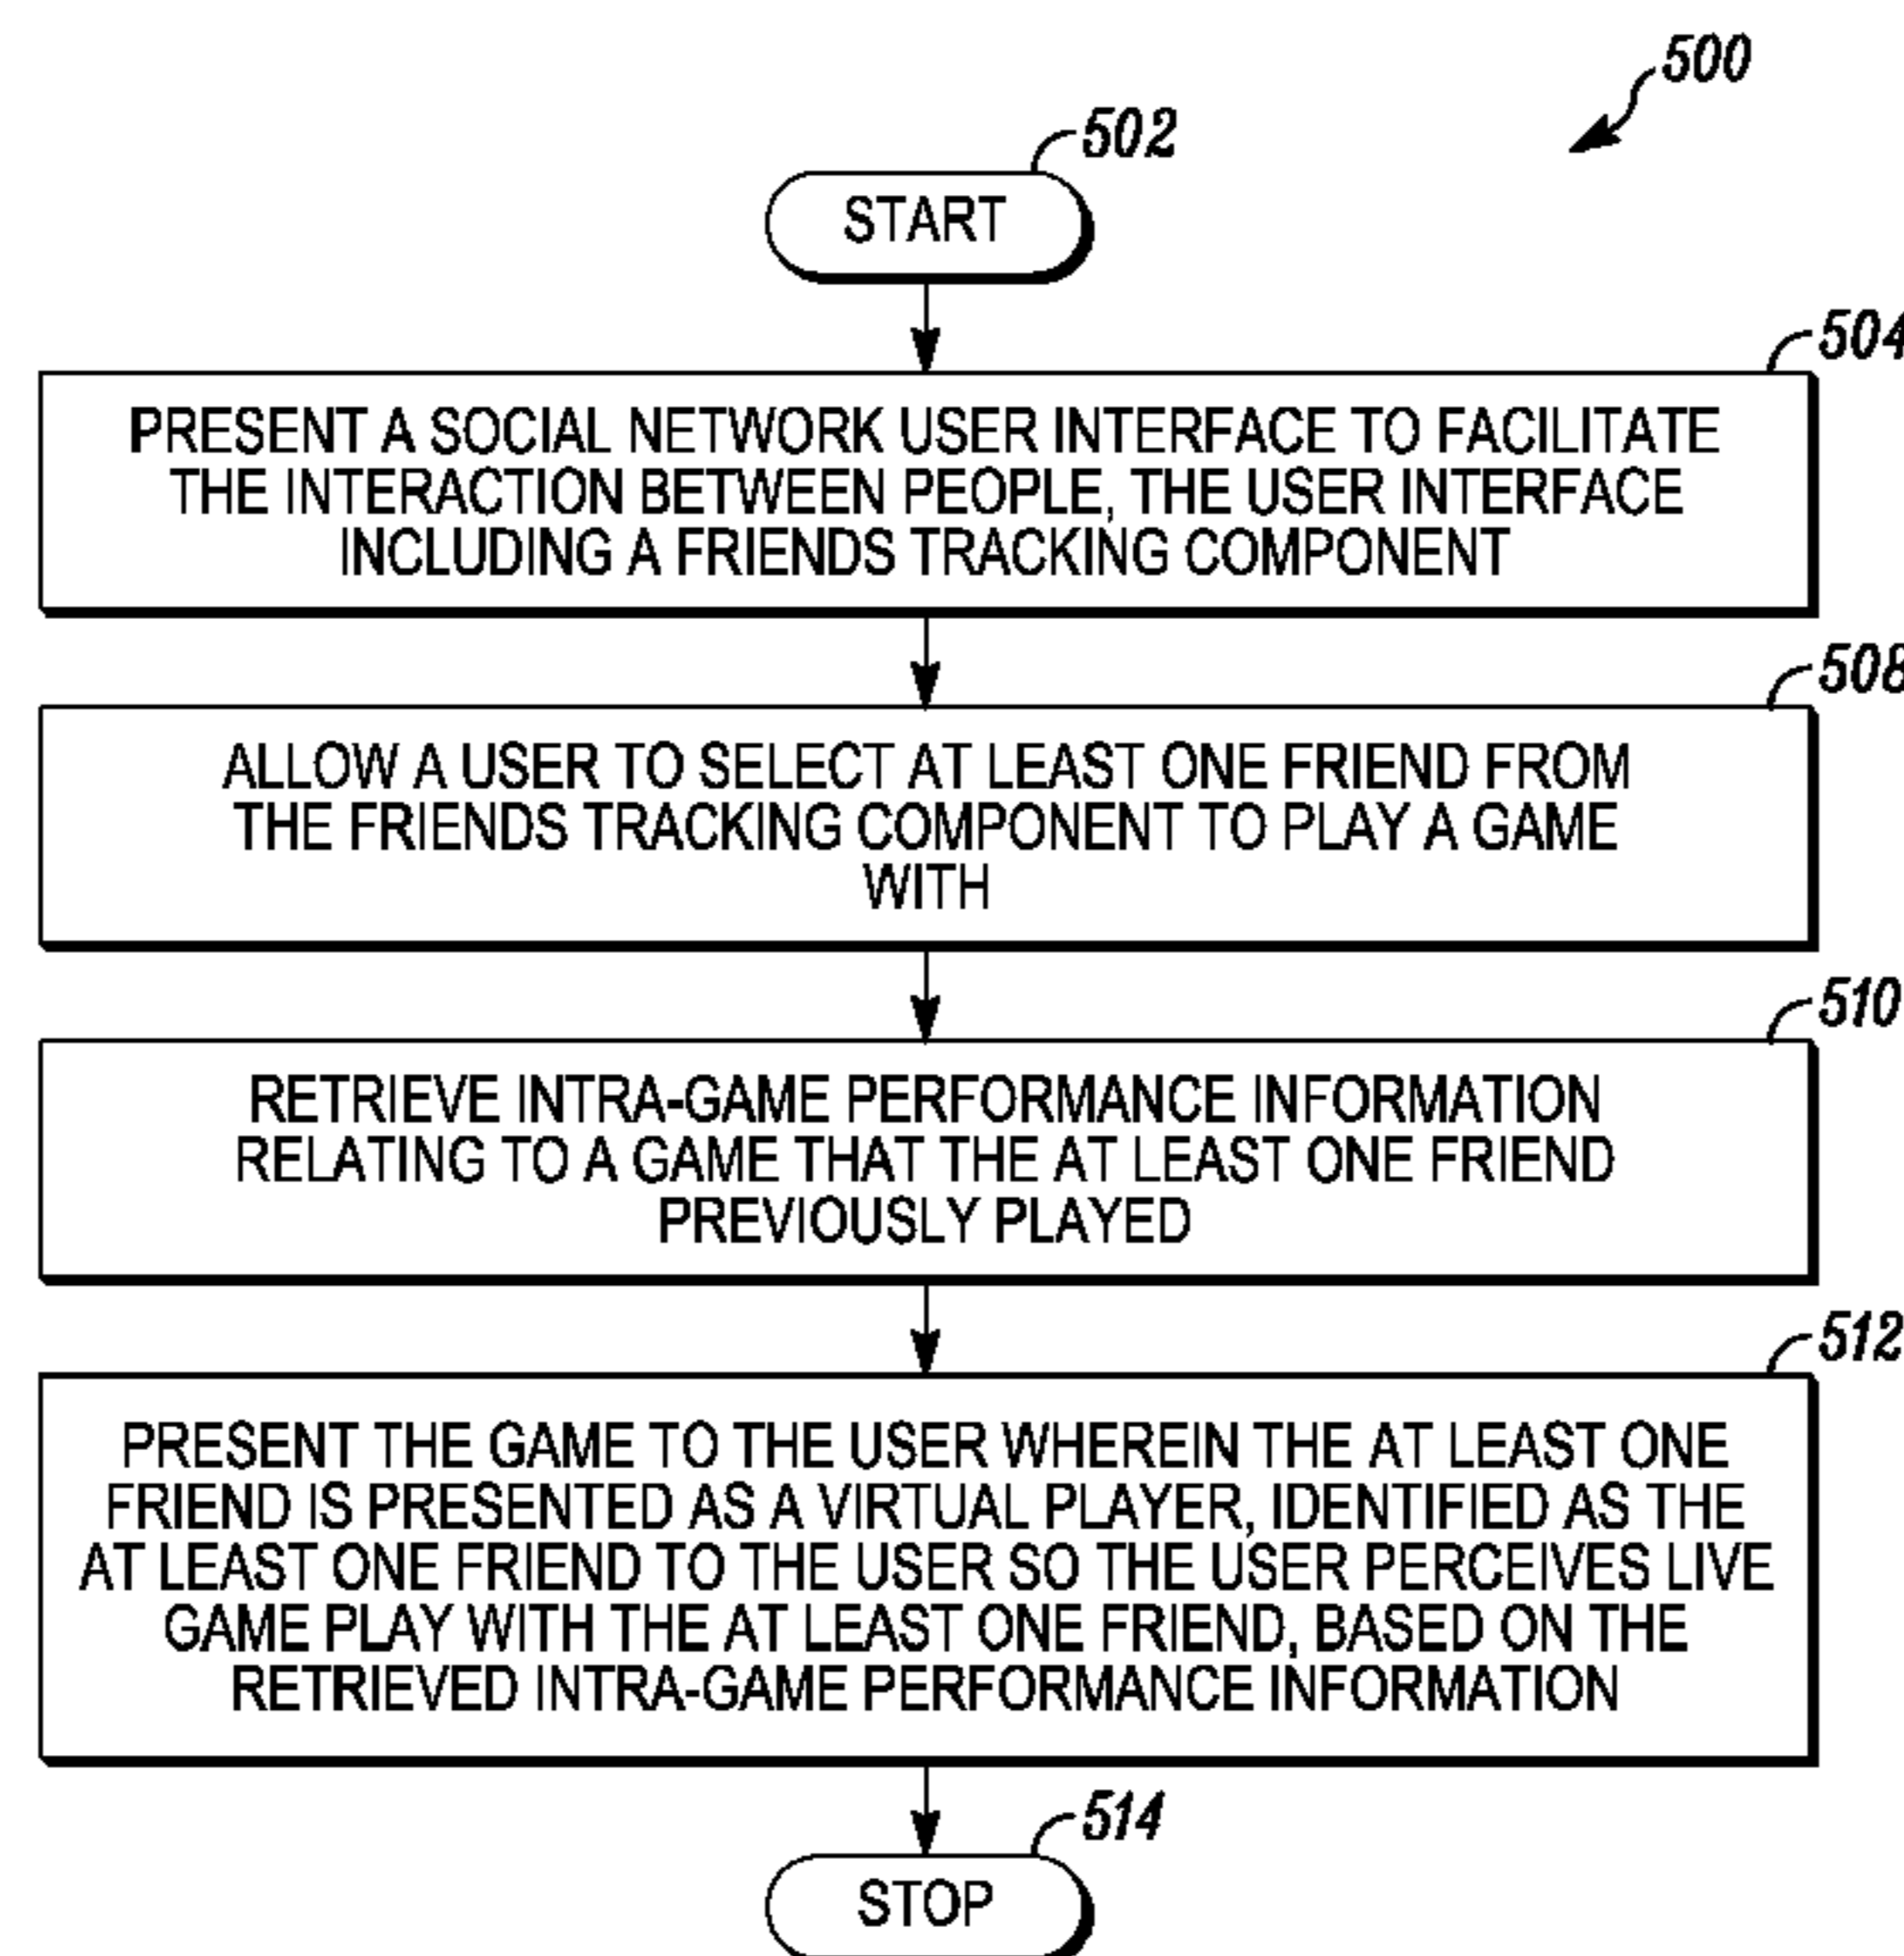 500
502
START
504
PRESENT A SOCIAL NETWORK USER INTERFACE TO FACILITATE
THE INTERACTION BETWEEN PEOPLE, THE USER INTERFACE
INCLUDING A FRIENDS TRACKING COMPONENT
508
ALLOW A USER TO SELECT AT LEAST ONE FRIEND FROM
THE FRIENDS TRACKING COMPONENT TO PLAY A GAME
WITH
510
RETRIEVE INTRA-GAME PERFORMANCE INFORMATION
RELATING TO A GAME THAT THE AT LEAST ONE FRIEND
PREVIOUSLY PLAYED
512
PRESENT THE GAME TO THE USER WHEREIN THE AT LEAST ONE
FRIEND IS PRESENTED AS A VIRTUAL PLAYER, IDENTIFIED AS THE
AT LEAST ONE FRIEND TO THE USER SO THE USER PERCEIVES LIVE
GAME PLAY WITH THE AT LEAST ONE FRIEND, BASED ON THE
RETRIEVED INTRA-GAME PERFORMANCE INFORMATION
514
STOP